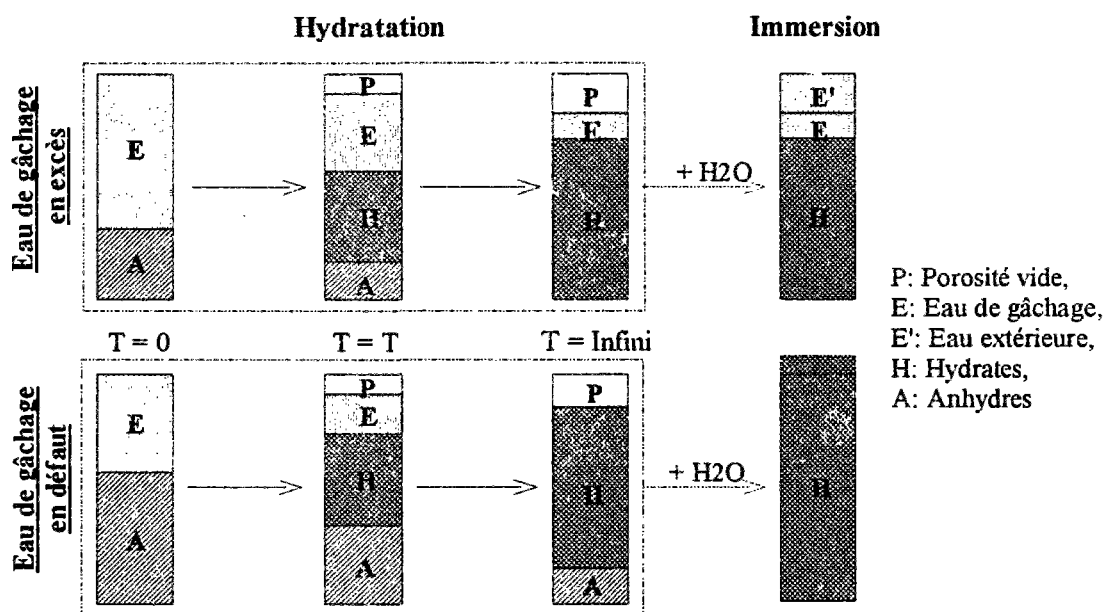 Hydratation
Immersion
Eau de gâchage
en excès
E
A
P
E
H
A
P
E
H
+ H2O
E'
E
H
T = 0
T = T
T = Infini
Eau de gâchage
en défaut
E
A
P
E
H
A
P
H
A
+ H2O
H
P: Porosité vide,
E: Eau de gâchage,
E': Eau extérieure,
H: Hydrates,
A: Anhydres